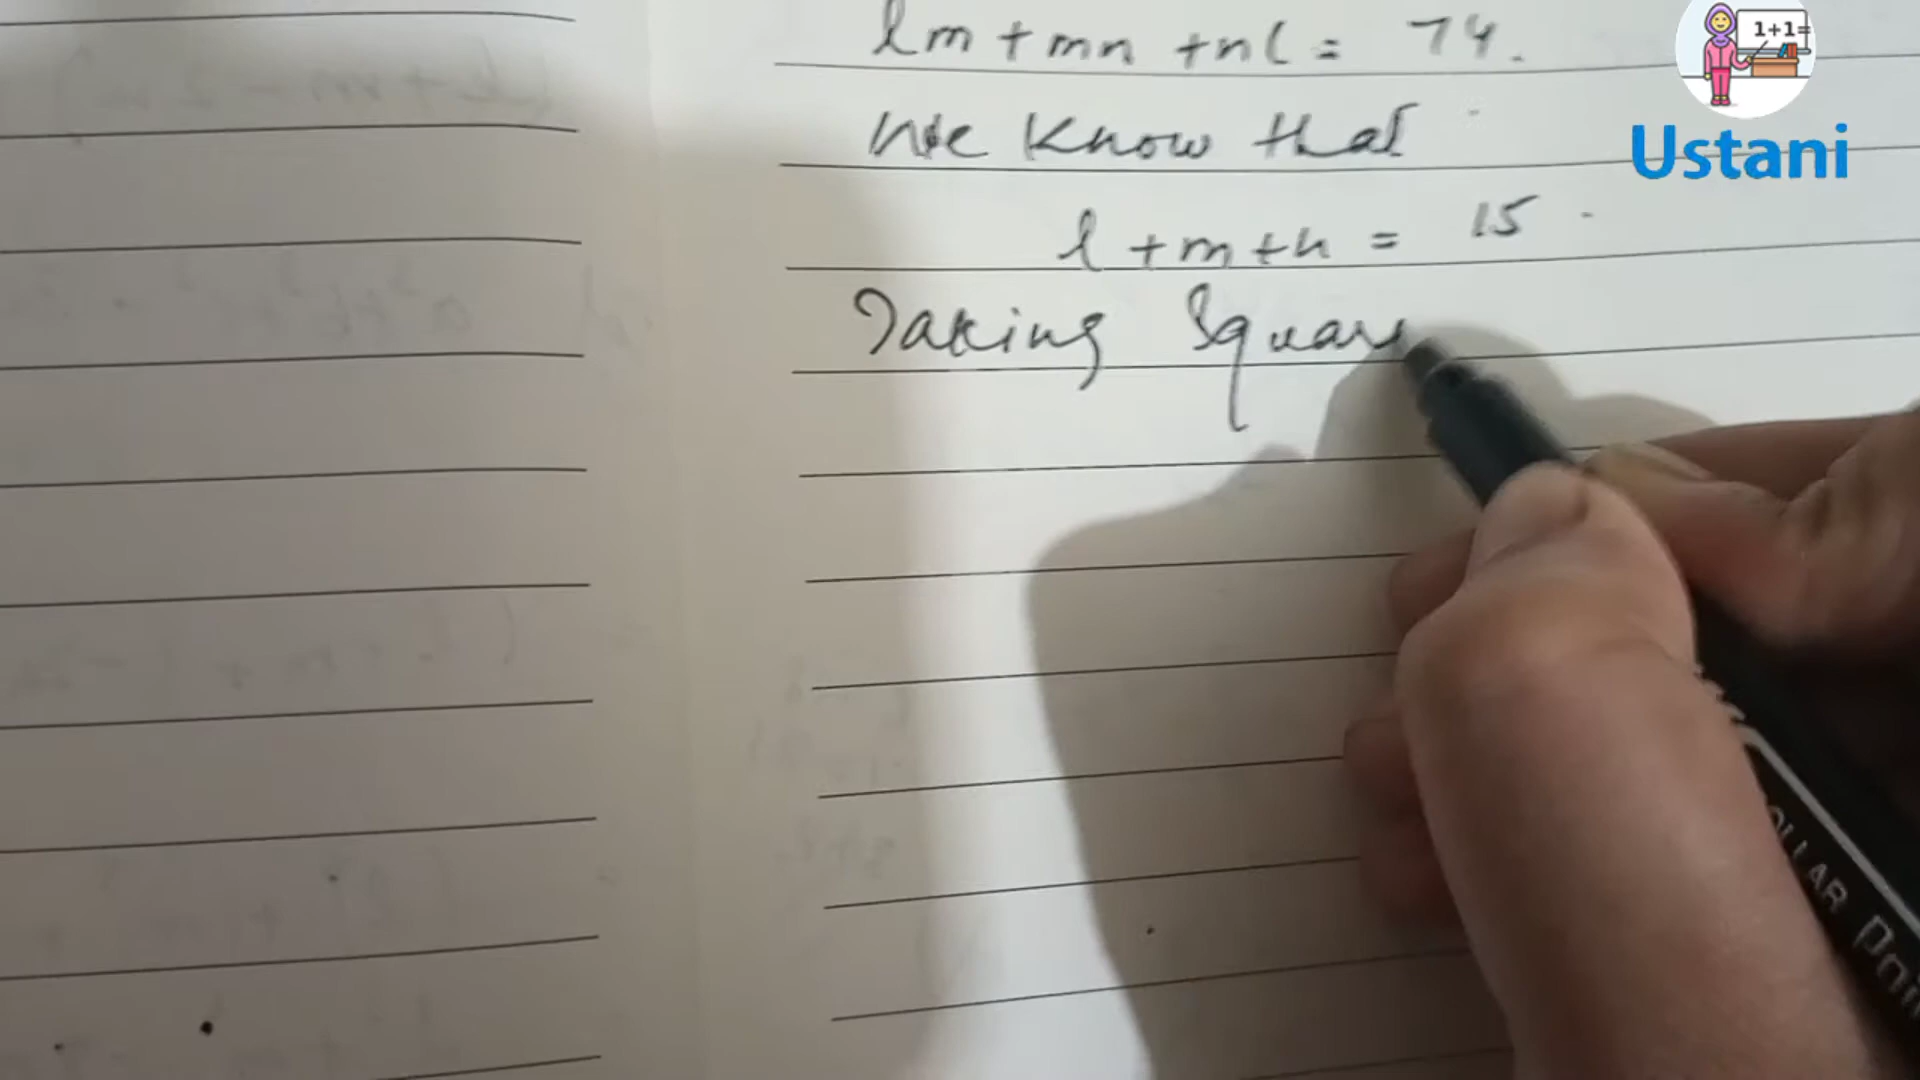 lm + mn + nl = 74.
1+1=
Ustani
We Know that
l + m + n = 15
Taking Square